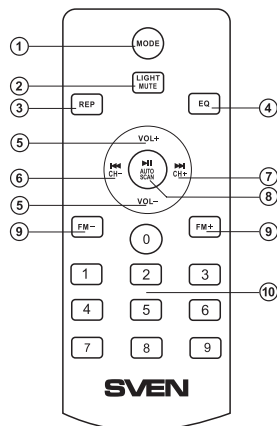 1
MODE
2
LIGHT
MUTE
3
REP
EQ
4
5
VOL+
6
⏮
CH-
⏯
AUTO
SCAN
⏭
CH+
7
8
5
VOL-
9
FM-
0
FM+
9
1 2 3
10
4 5 6
7 8 9
SVEN